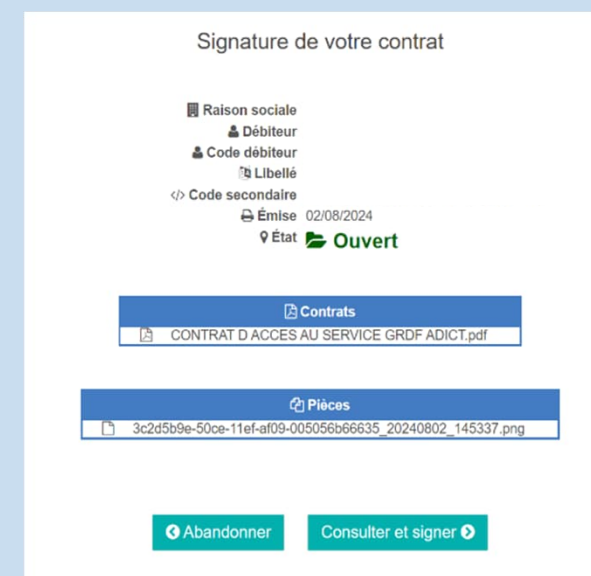 Signature de votre contrat
Raison sociale
Débiteur
Code débiteur
Libellé
</> Code secondaire
Émise 02/08/2024
État Ouvert
Contrats
CONTRAT D ACCES AU SERVICE GRDF ADICT.pdf
Pièces
3c2d5b9e-50ce-11ef-af09-005056b66635_20240802_145337.png
Abandonner Consulter et signer